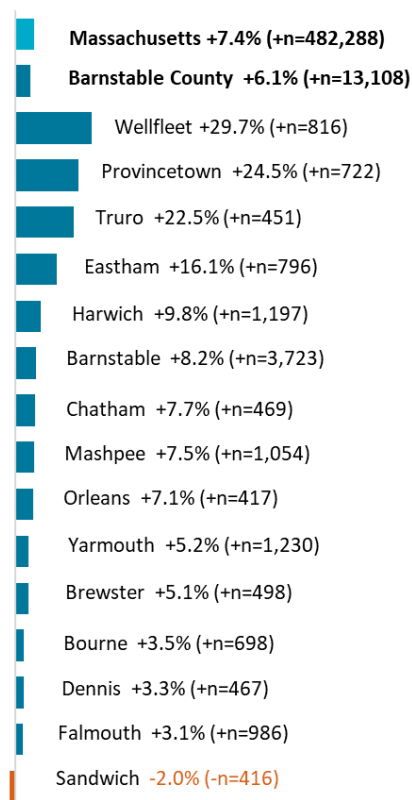 Massachusetts +7.4% (+n=482,288)
Barnstable County +6.1% (+n=13,108)
Wellfleet +29.7% (+n=816)
Provincetown +24.5% (+n=722)
Truro +22.5% (+n=451)
Eastham +16.1% (+n=796)
Harwich +9.8% (+n=1,197)
Barnstable +8.2% (+n=3,723)
Chatham +7.7% (+n=469)
Mashpee +7.5% (+n=1,054)
Orleans +7.1% (+n=417)
Yarmouth +5.2% (+n=1,230)
Brewster +5.1% (+n=498)
Bourne +3.5% (+n=698)
Dennis +3.3% (+n=467)
Falmouth +3.1% (+n=986)
Sandwich -2.0% (-n=416)